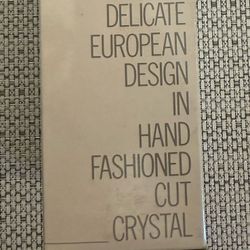 DELICATE
EUROPEAN
DESIGN
IN
HAND
FASHIONED
CUT
CRYSTAL